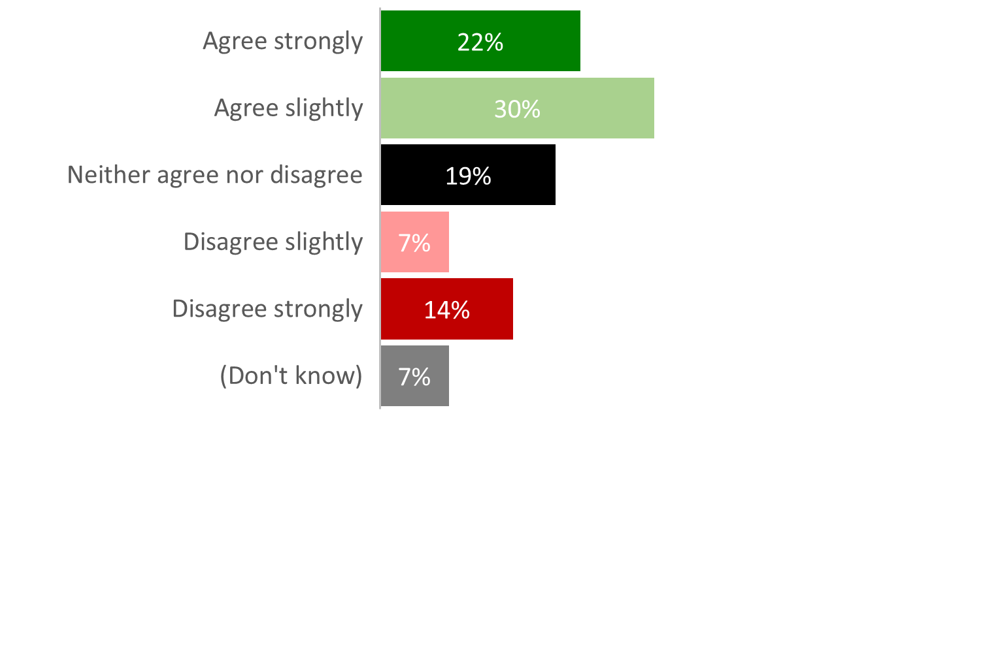 Agree strongly 22%
Agree slightly 30%
Neither agree nor disagree 19%
Disagree slightly 7%
Disagree strongly 14%
(Don't know) 7%